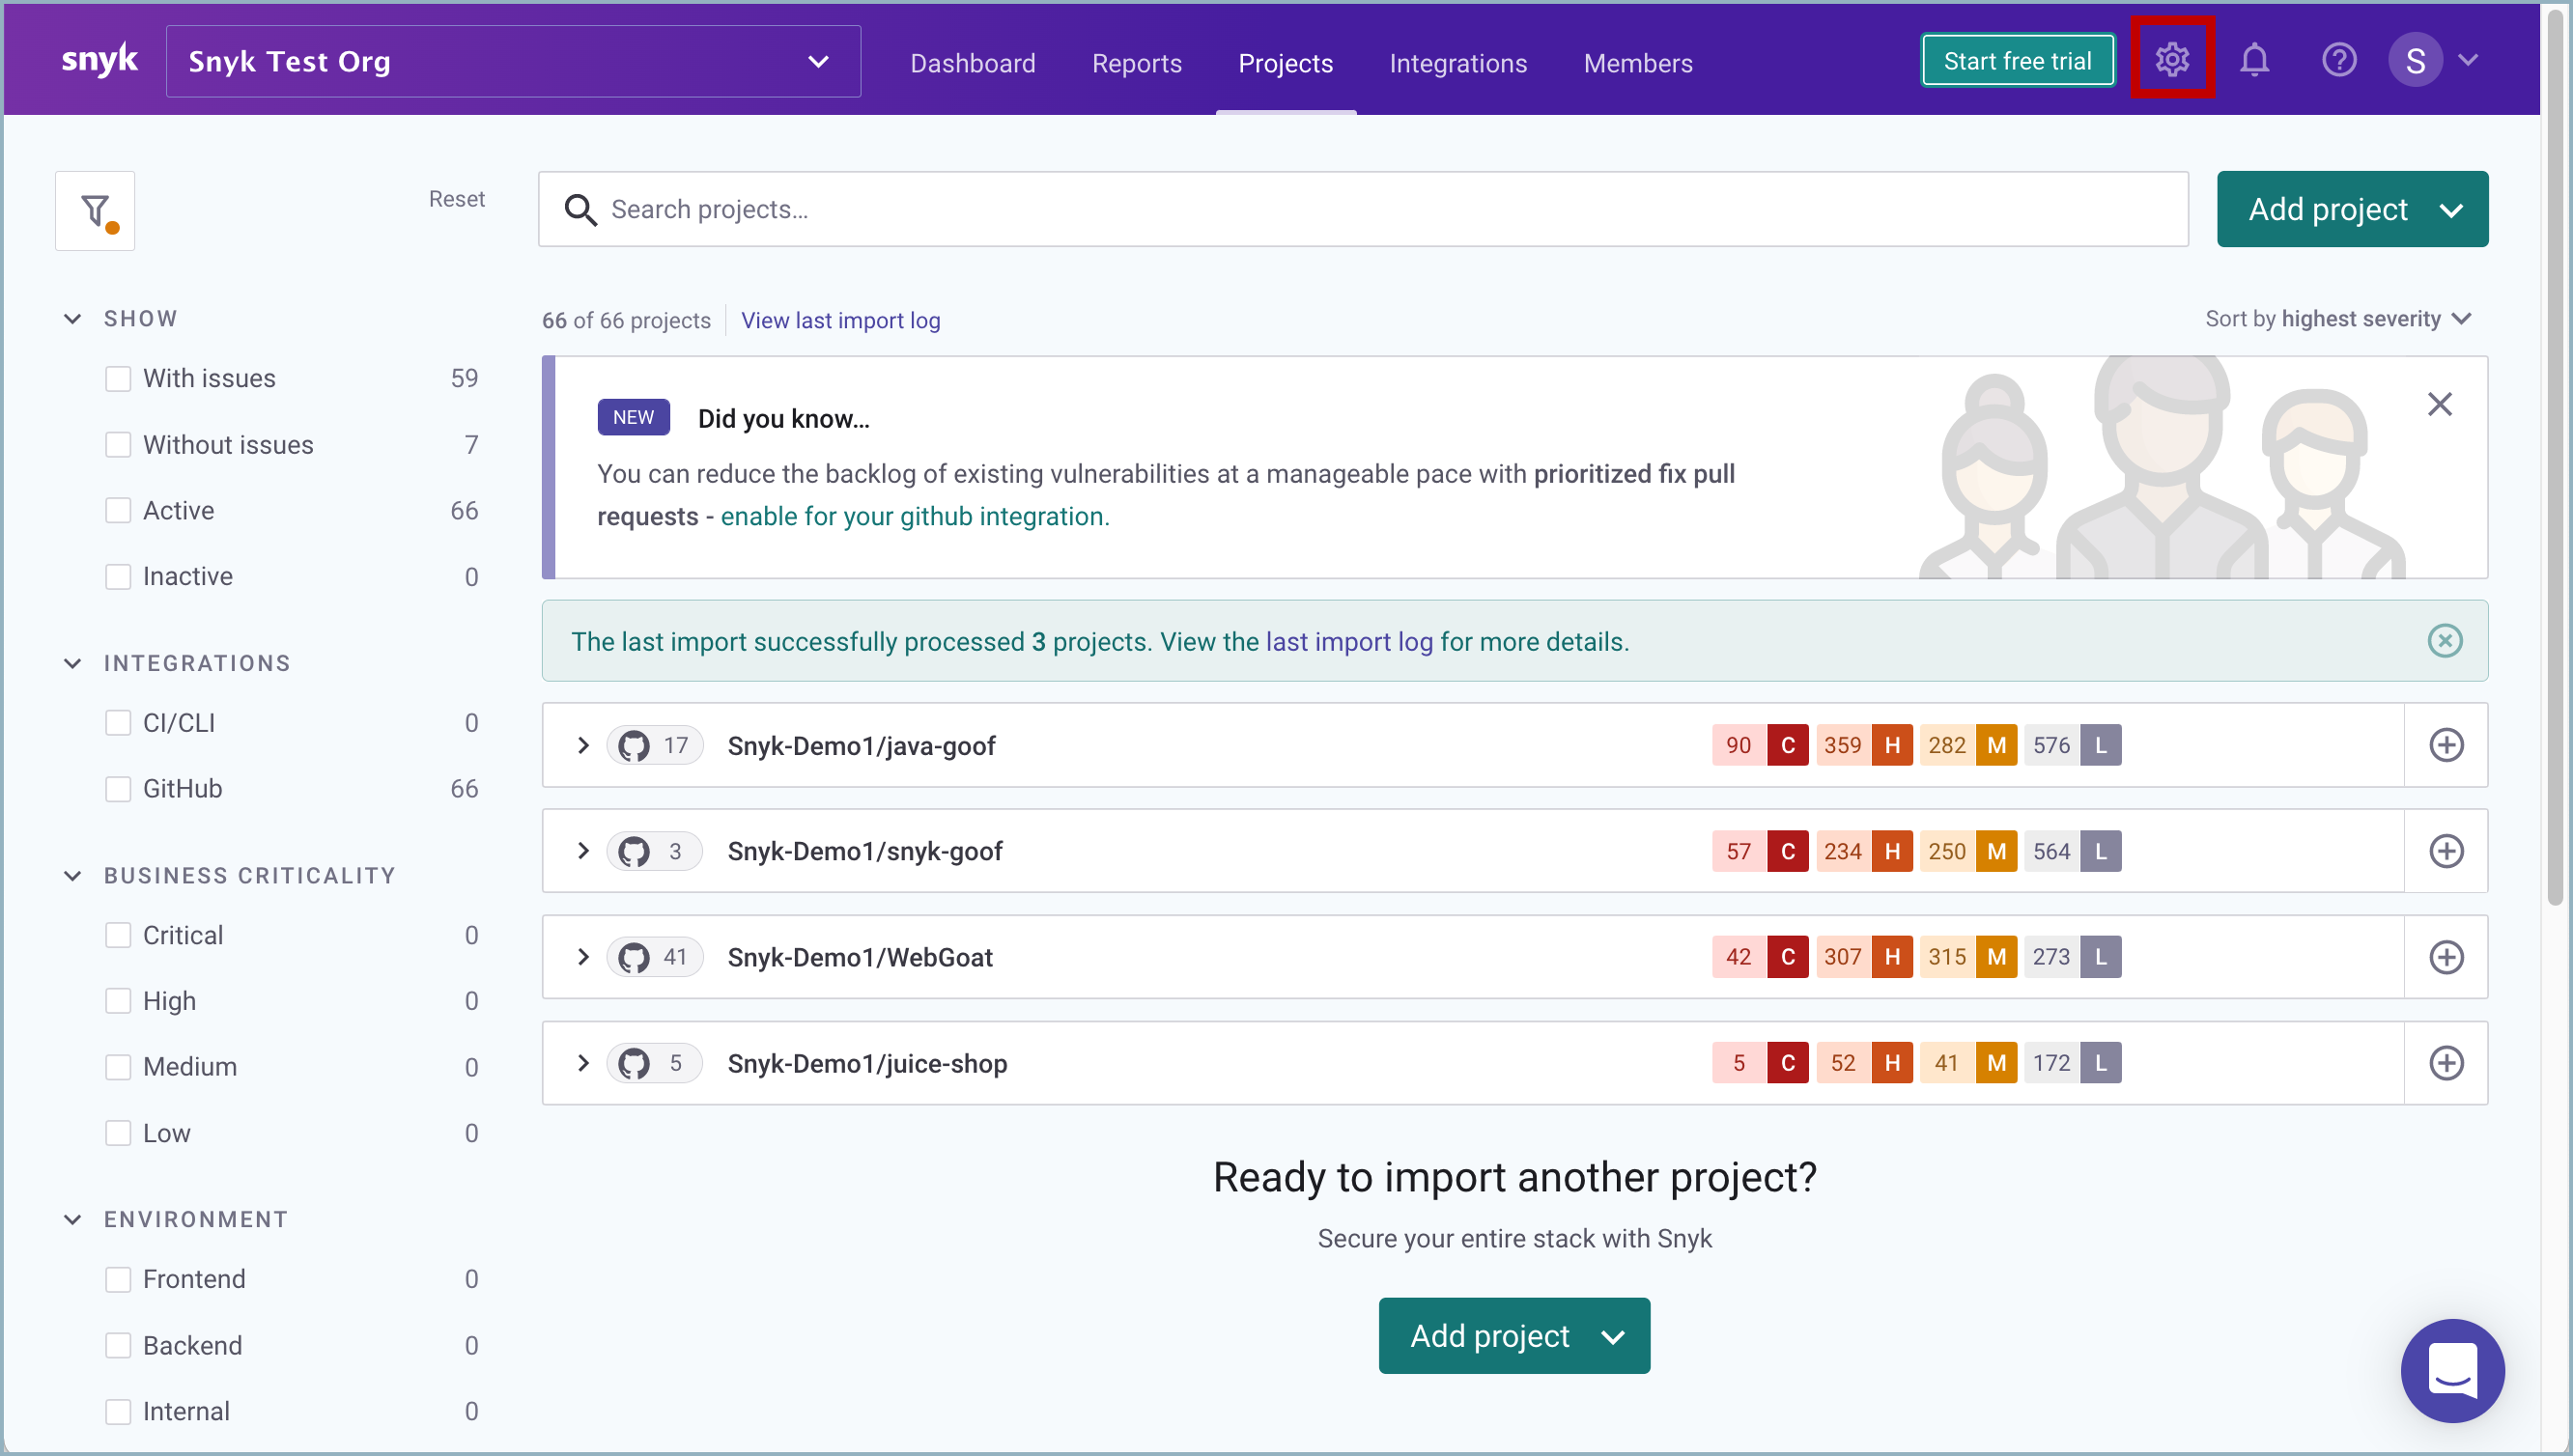 snyk
Snyk Test Org
Dashboard
Reports
Projects
Integrations
Members
Start free trial
?
S
Reset
Search projects…
Add project
SHOW
With issues 59
Without issues 7
Active 66
Inactive 0
INTEGRATIONS
CI/CLI 0
GitHub 66
BUSINESS CRITICALITY
Critical 0
High 0
Medium 0
Low 0
ENVIRONMENT
Frontend 0
Backend 0
Internal 0
66 of 66 projects View last import log
Sort by highest severity
NEW Did you know…
You can reduce the backlog of existing vulnerabilities at a manageable pace with prioritized fix pull
requests - enable for your github integration.
The last import successfully processed 3 projects. View the last import log for more details.
17 Snyk-Demo1/java-goof 90 C 359 H 282 M 576 L
3 Snyk-Demo1/snyk-goof 57 C 234 H 250 M 564 L
41 Snyk-Demo1/WebGoat 42 C 307 H 315 M 273 L
5 Snyk-Demo1/juice-shop 5 C 52 H 41 M 172 L
Ready to import another project?
Secure your entire stack with Snyk
Add project